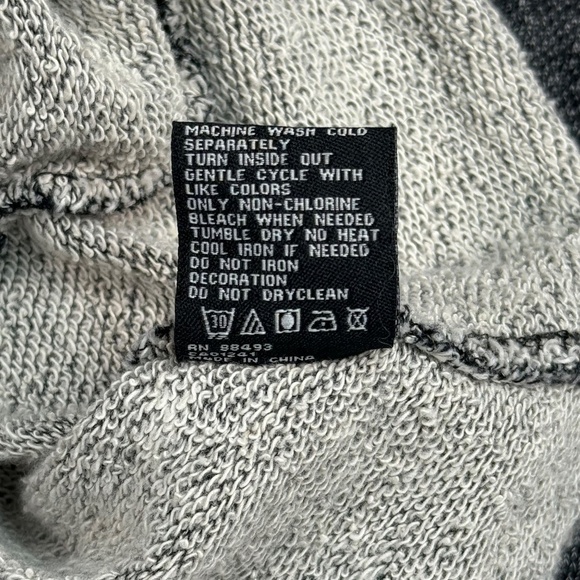 MACHINE WASH COLD
SEPARATELY
TURN INSIDE OUT
GENTLE CYCLE WITH
LIKE COLORS
ONLY NON-CHLORINE
BLEACH WHEN NEEDED
TUMBLE DRY NO HEAT
COOL IRON IF NEEDED
DO NOT IRON
DECORATION
DO NOT DRYCLEAN
30
RN 88493
CA01241
MADE IN CHINA